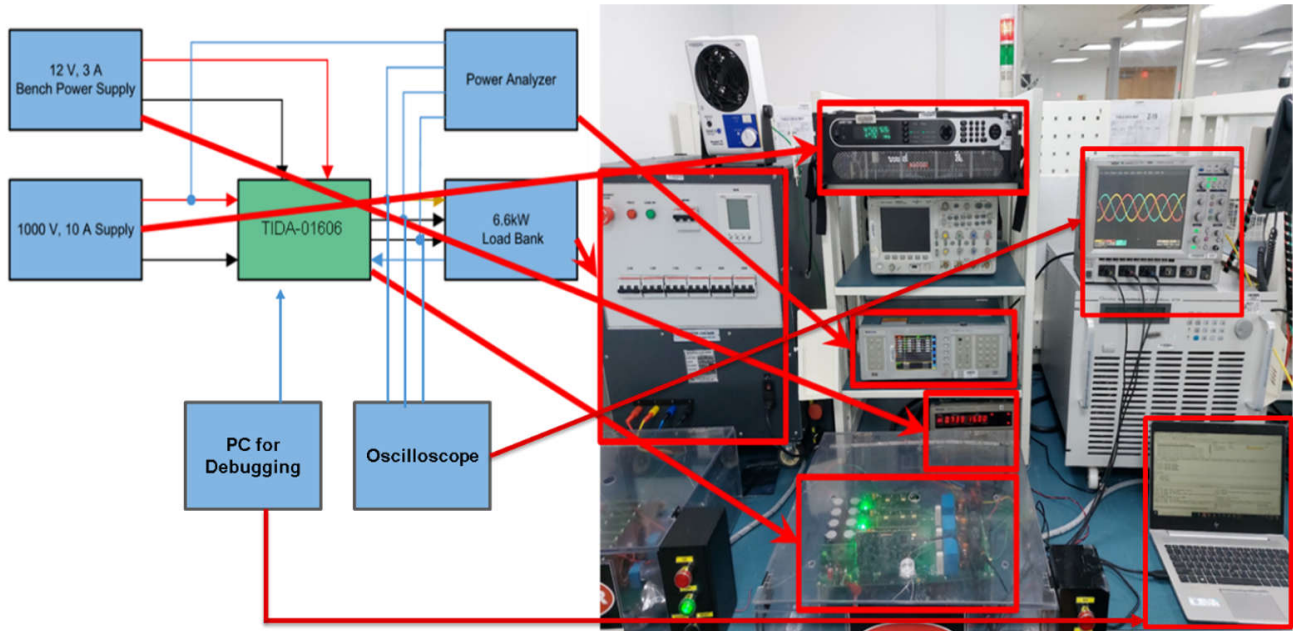 12 V, 3 A
Bench Power Supply
Power Analyzer
1000 V, 10 A Supply
TIDA-01606
6.6kW
Load Bank
PC for
Debugging
Oscilloscope